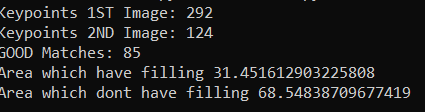 Keypoints 1ST Image: 292
Keypoints 2ND Image: 124
GOOD Matches: 85
Area which have filling 31.451612903225808
Area which dont have filling 68.54838709677419